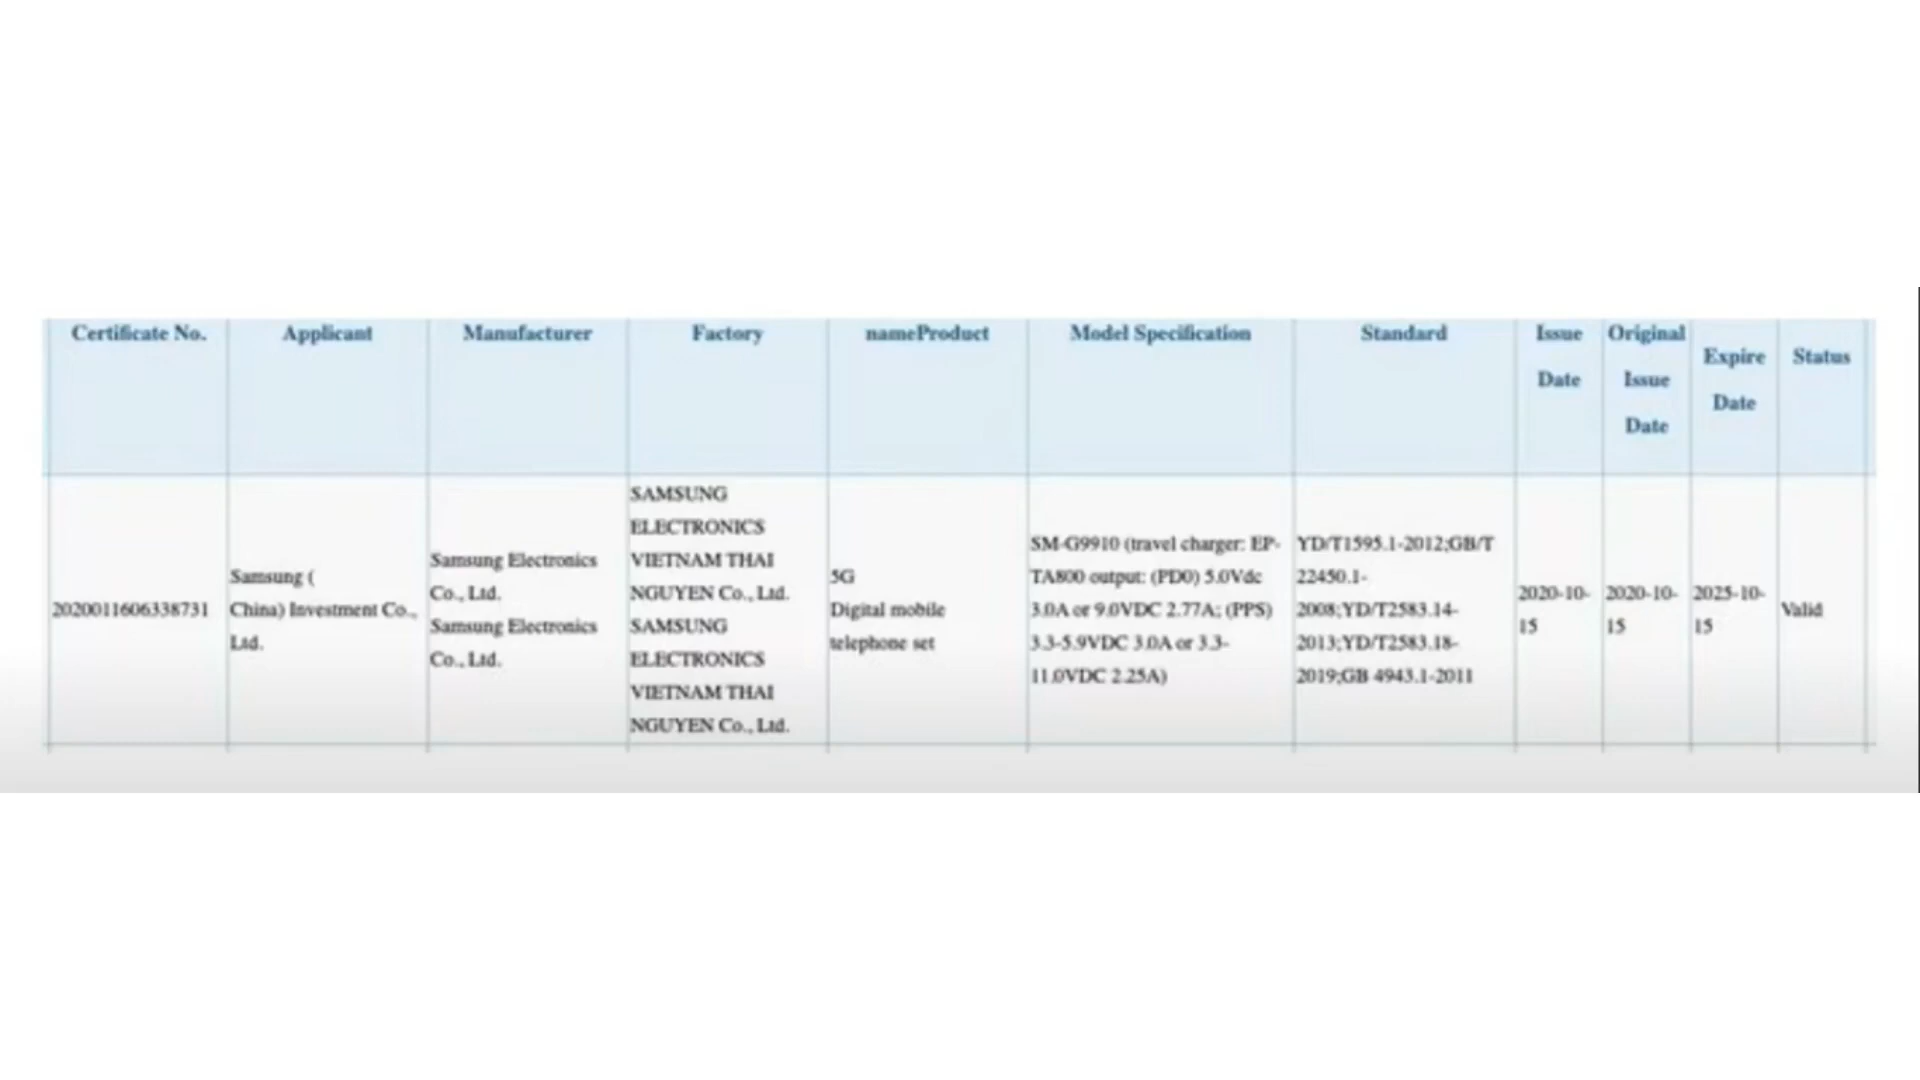 Certificate No.
Applicant
Manufacturer
Factory
nameProduct
Model Specification
Standard
Issue
Date
Original
Issue
Date
Expire
Date
Status
2020011606338731
Samsung (
China) Investment Co.,
Ltd.
Samsung Electronics
Co., Ltd.
Samsung Electronics
Co., Ltd.
SAMSUNG
ELECTRONICS
VIETNAM THAI
NGUYEN Co., Ltd.
SAMSUNG
ELECTRONICS
VIETNAM THAI
NGUYEN Co., Ltd.
5G
Digital mobile
telephone set
SM-G9910 (travel charger: EP-
TA800 output: (PDO) 5.0Vdc
3.0A or 9.0VDC 2.77A; (PPS)
3.3-5.9VDC 3.0A or 3.3-
11.0VDC 2.25A)
YD/T1595.1-2012;GB/T
22450.1-
2008;YD/T2583.14-
2013;YD/T2583.18-
2019;GB 4943.1-2011
2020-10-
15
2020-10-
15
2025-10-
15
Valid